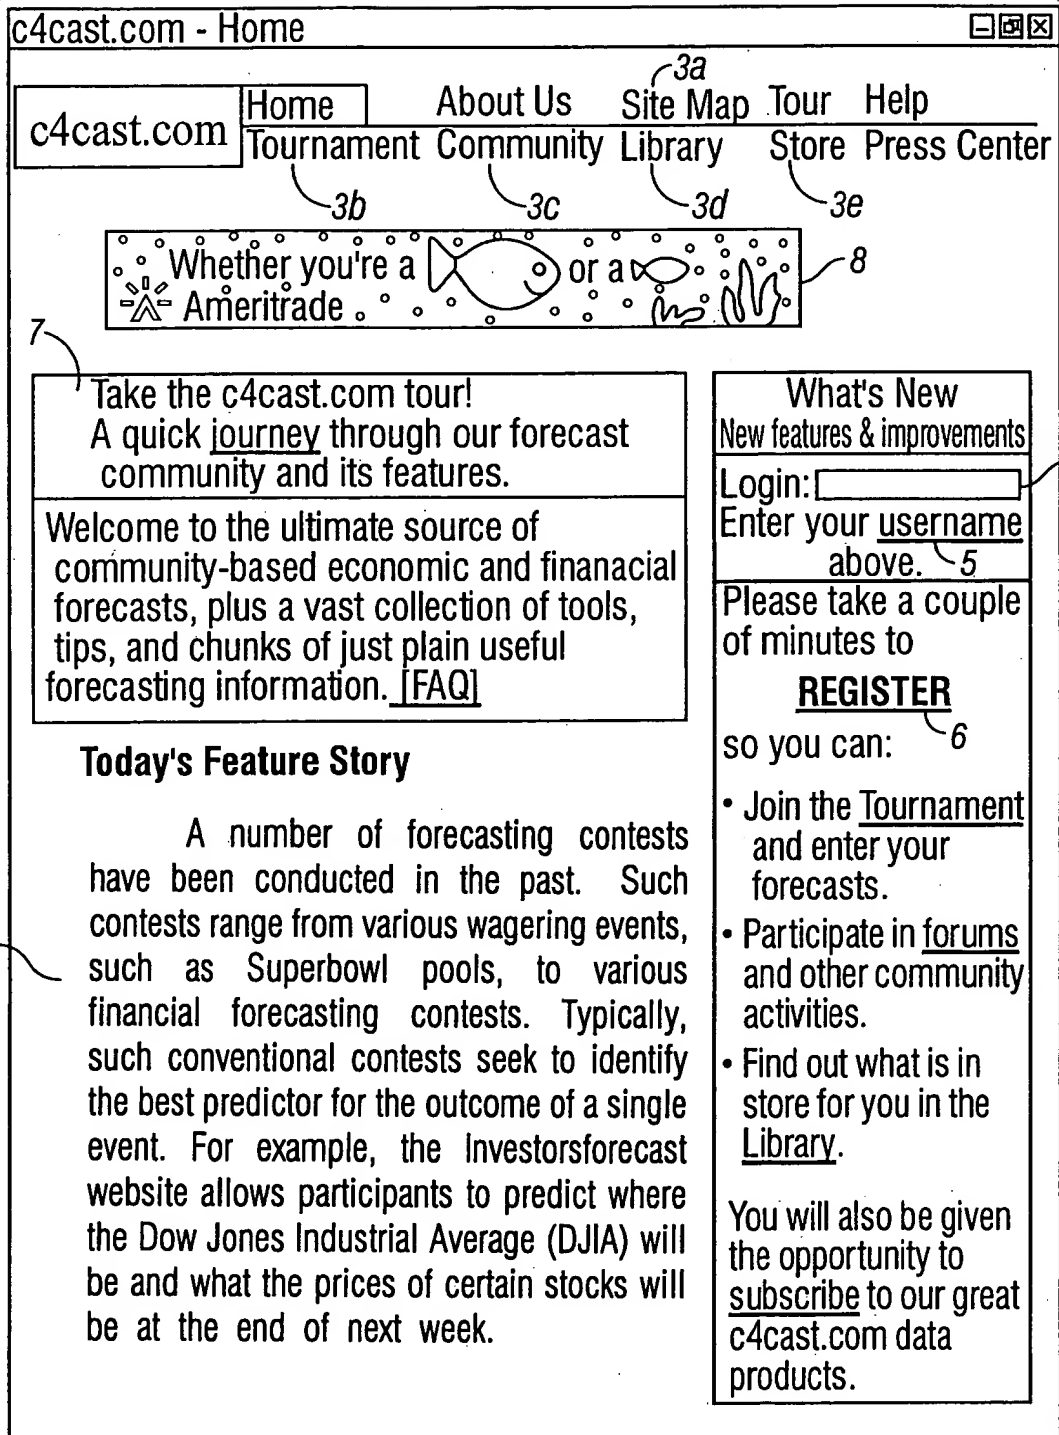 c4cast.com - Home
3a
Home About Us Site Map Tour Help
c4cast.com
Tournament Community Library Store Press Center
3b 3c 3d 3e
Whether you're a or a
Ameritrade
8
7
Take the c4cast.com tour!
A quick journey through our forecast
community and its features.
Welcome to the ultimate source of
community-based economic and finanacial
forecasts, plus a vast collection of tools,
tips, and chunks of just plain useful
forecasting information. [FAQ]
Today's Feature Story
A number of forecasting contests
have been conducted in the past. Such
contests range from various wagering events,
such as Superbowl pools, to various
financial forecasting contests. Typically,
such conventional contests seek to identify
the best predictor for the outcome of a single
event. For example, the Investorsforecast
website allows participants to predict where
the Dow Jones Industrial Average (DJIA) will
be and what the prices of certain stocks will
be at the end of next week.
What's New
New features & improvements
Login:
Enter your username
above. 5
Please take a couple
of minutes to
REGISTER
6
so you can:
• Join the Tournament
and enter your
forecasts.
• Participate in forums
and other community
activities.
• Find out what is in
store for you in the
Library.
You will also be given
the opportunity to
subscribe to our great
c4cast.com data
products.